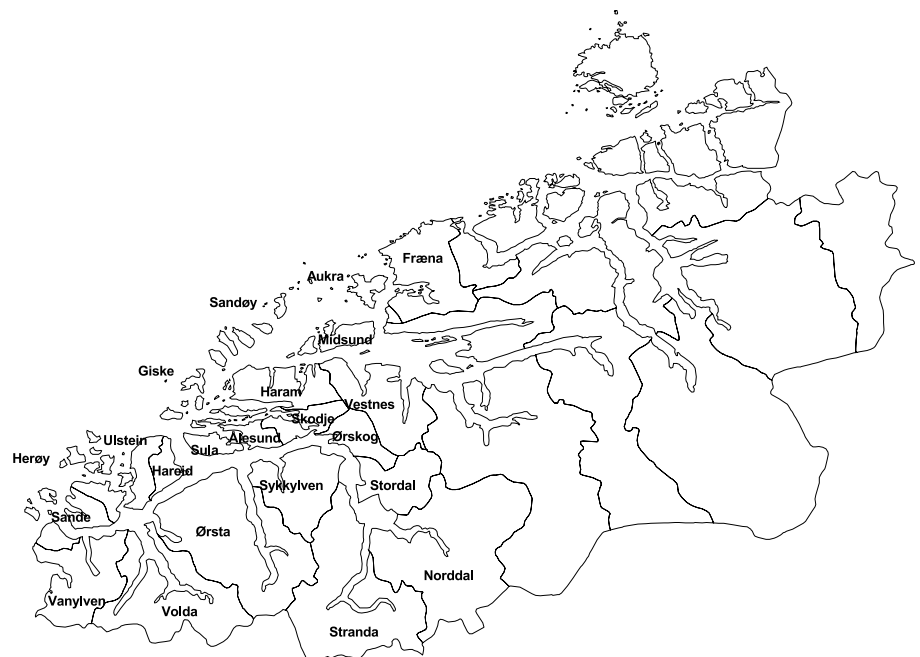 Fræna
Aukra
Sandøy
Midsund
Giske
Haram
Vestnes
Skodje
Ulstein
Ålesund
Ørskog
Sula
Herøy
Hareid
Sykkylven
Stordal
Sande
Ørsta
Norddal
Vanylven
Volda
Stranda